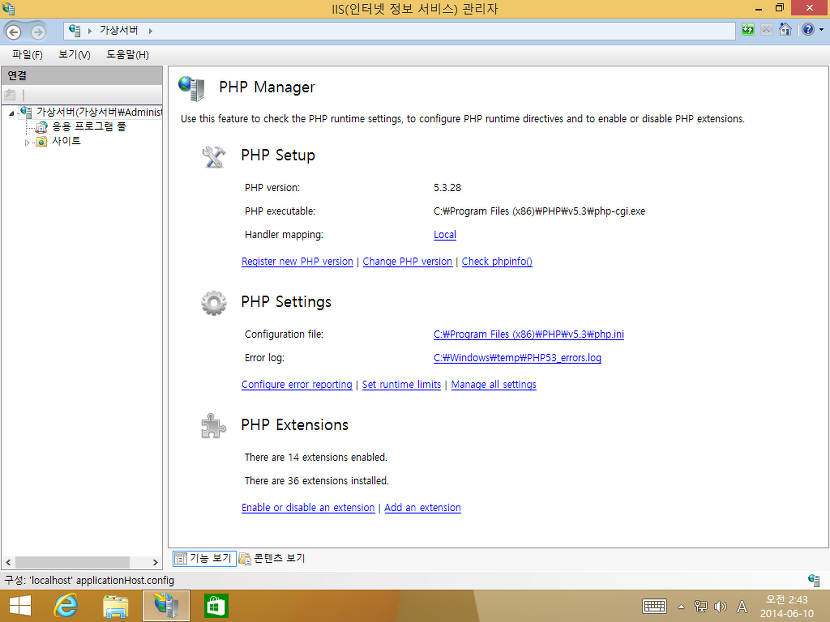 IIS(인터넷 정보 서비스) 관리자
가상서버
파일(F) 보기(V) 도움말(H)
연결
가상서버(가상서버₩Administ
응용 프로그램 풀
사이트
PHP Manager
Use this feature to check the PHP runtime settings, to configure PHP runtime directives and to enable or disable PHP extensions.
PHP Setup
PHP version: 5.3.28
PHP executable: C:₩Program Files (x86)₩PHP₩v5.3₩php-cgi.exe
Handler mapping: Local
Register new PHP version | Change PHP version | Check phpinfo()
PHP Settings
Configuration file: C:₩Program Files (x86)₩PHP₩v5.3₩php.ini
Error log: C:₩Windows₩temp₩PHP53_errors.log
Configure error reporting | Set runtime limits | Manage all settings
PHP Extensions
There are 14 extensions enabled.
There are 36 extensions installed.
Enable or disable an extension | Add an extension
기능 보기 콘텐츠 보기
구성: 'localhost' applicationHost.config
A
오전 2:43
2014-06-10